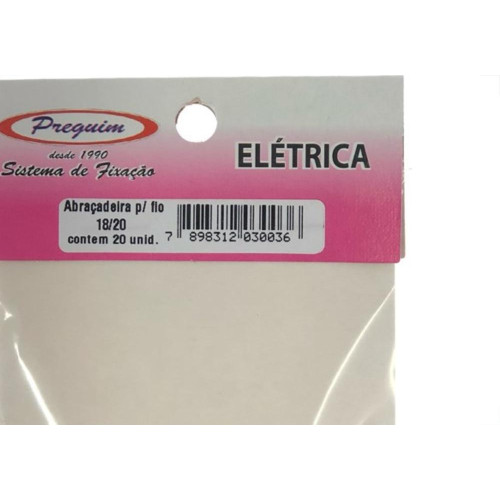 Preguim
desde 1990
Sistema de Fixação
ELÉTRICA
Abraçadeira p/ fio
18/20
contem 20 unid.
7 898312 030036